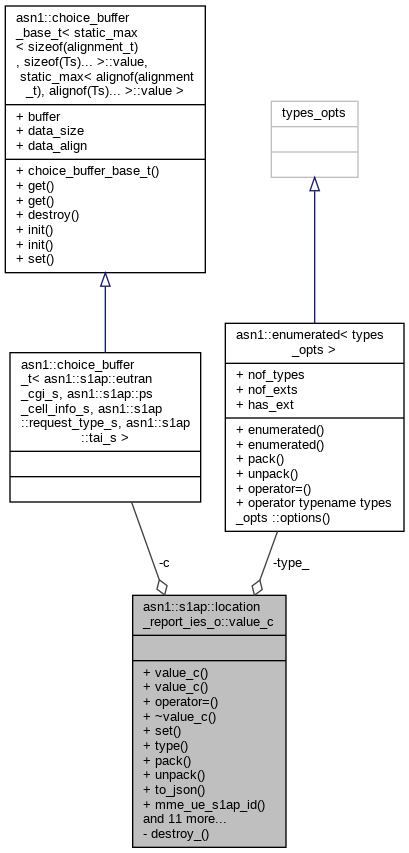 asn1::choice_buffer
_base_t< static_max
< sizeof(alignment_t)
, sizeof(Ts)... >::value,
static_max< alignof(alignment
_t), alignof(Ts)... >::value >
+ buffer
+ data_size
+ data_align
+ choice_buffer_base_t()
+ get()
+ get()
+ destroy()
+ init()
+ init()
+ set()
types_opts
asn1::choice_buffer
_t< asn1::s1ap::eutran
_cgi_s, asn1::s1ap::ps
_cell_info_s, asn1::s1ap
::request_type_s, asn1::s1ap
::tai_s >
asn1::enumerated< types
_opts >
+ nof_types
+ nof_exts
+ has_ext
+ enumerated()
+ enumerated()
+ pack()
+ unpack()
+ operator=()
+ operator typename types
_opts ::options()
-c
-type_
asn1::s1ap::location
_report_ies_o::value_c
+ value_c()
+ value_c()
+ operator=()
+ ~value_c()
+ set()
+ type()
+ pack()
+ unpack()
+ to_json()
+ mme_ue_s1ap_id()
and 11 more...
- destroy_()